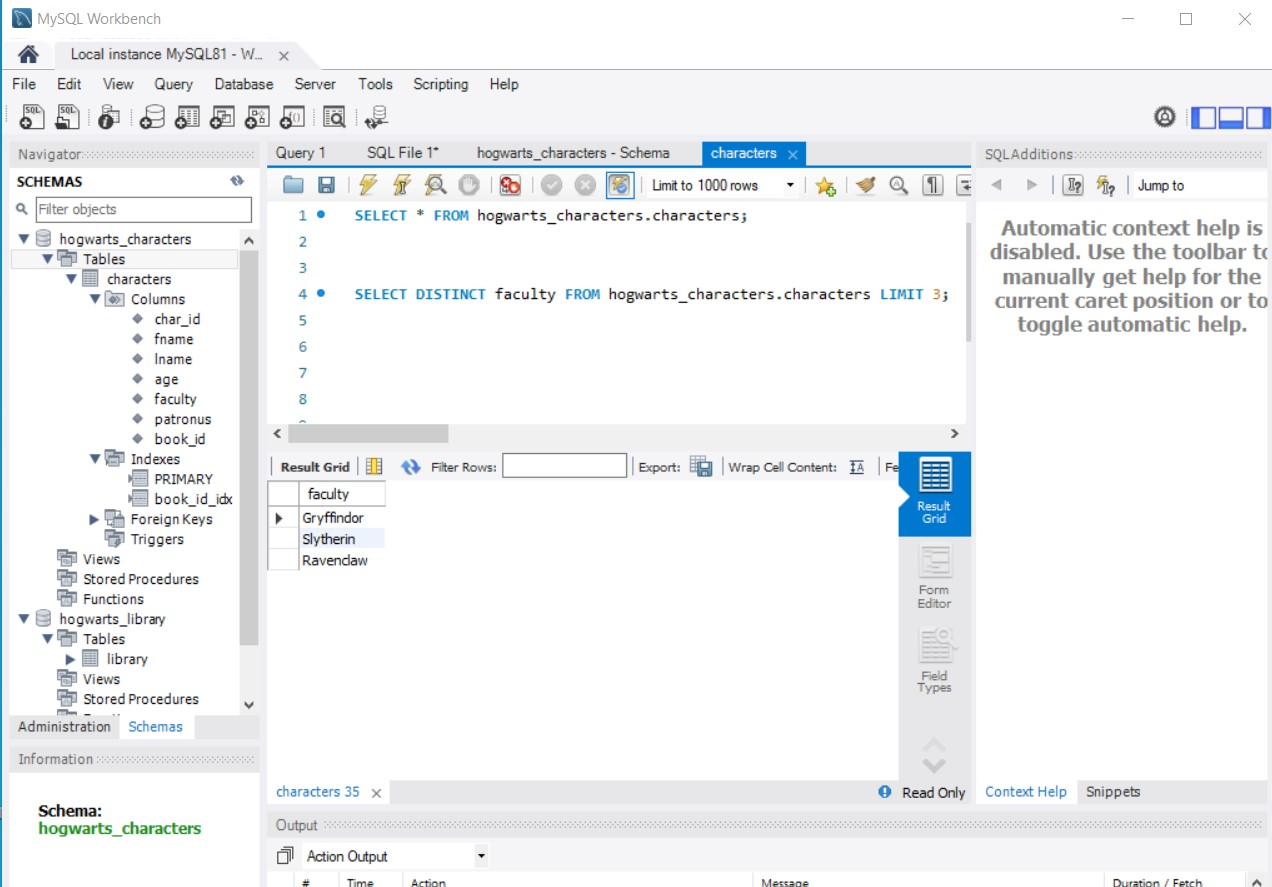 MySQL Workbench
Local instance MySQL81 - W...
File Edit View Query Database Server Tools Scripting Help
Navigator
SCHEMAS
Filter objects
hogwarts_characters
Tables
characters
Columns
char_id
fname
lname
age
faculty
patronus
book_id
Indexes
PRIMARY
book_id_idx
Foreign Keys
Triggers
Views
Stored Procedures
Functions
hogwarts_library
Tables
library
Views
Stored Procedures
Administration Schemas
Information
Schema:
hogwarts_characters
Query 1 SQL File 1* hogwarts_characters - Schema characters
Limit to 1000 rows
1 SELECT * FROM hogwarts_characters.characters;
2
3
4 SELECT DISTINCT faculty FROM hogwarts_characters.characters LIMIT 3;
5
6
7
8
Result Grid Filter Rows: Export: Wrap Cell Content: Fe
faculty
Gryffindor
Slytherin
Ravenclaw
Result
Grid
Form
Editor
Field
Types
characters 35 Read Only
Output
Action Output
# Time Action Message Duration / Fetch
SQLAdditions
Jump to
Automatic context help is
disabled. Use the toolbar to
manually get help for the
current caret position or to
toggle automatic help.
Context Help Snippets